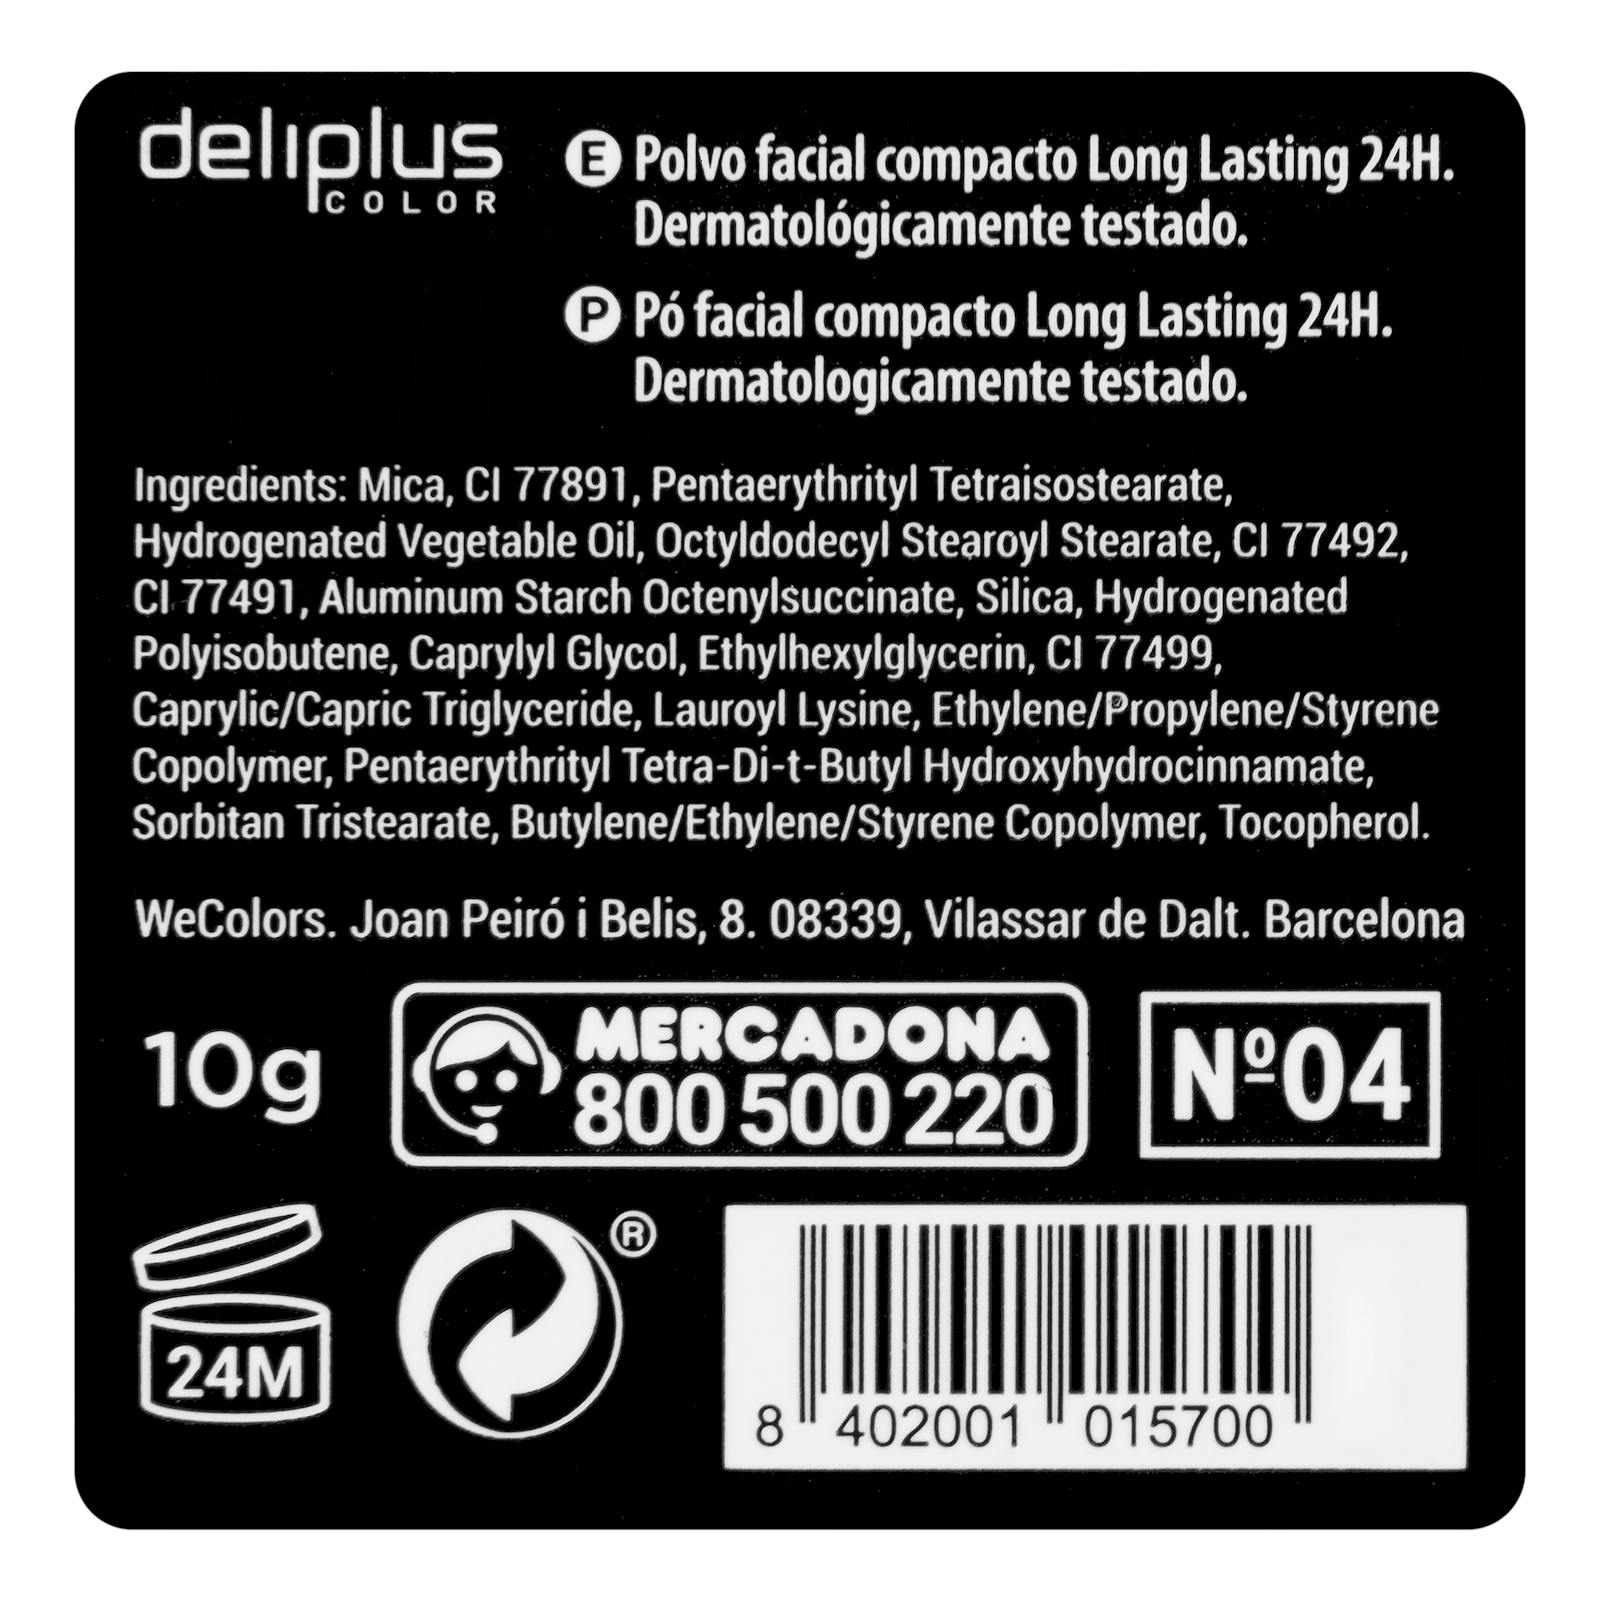 deliplus
COLOR
E Polvo facial compacto Long Lasting 24H.
Dermatológicamente testado.
P Pó facial compacto Long Lasting 24H.
Dermatologicamente testado.
Ingredients: Mica, CI 77891, Pentaerythrityl Tetraisostearate,
Hydrogenated Vegetable Oil, Octyldodecyl Stearoyl Stearate, CI 77492,
CI 77491, Aluminum Starch Octenylsuccinate, Silica, Hydrogenated
Polyisobutene, Caprylyl Glycol, Ethylhexylglycerin, CI 77499,
Caprylic/Capric Triglyceride, Lauroyl Lysine, Ethylene/Propylene/Styrene
Copolymer, Pentaerythrityl Tetra-Di-t-Butyl Hydroxyhydrocinnamate,
Sorbitan Tristearate, Butylene/Ethylene/Styrene Copolymer, Tocopherol.
WeColors. Joan Peiró i Belis, 8. 08339, Vilassar de Dalt. Barcelona
10g
MERCADONA
800 500 220
Nº04
24M
®
8 402001 015700